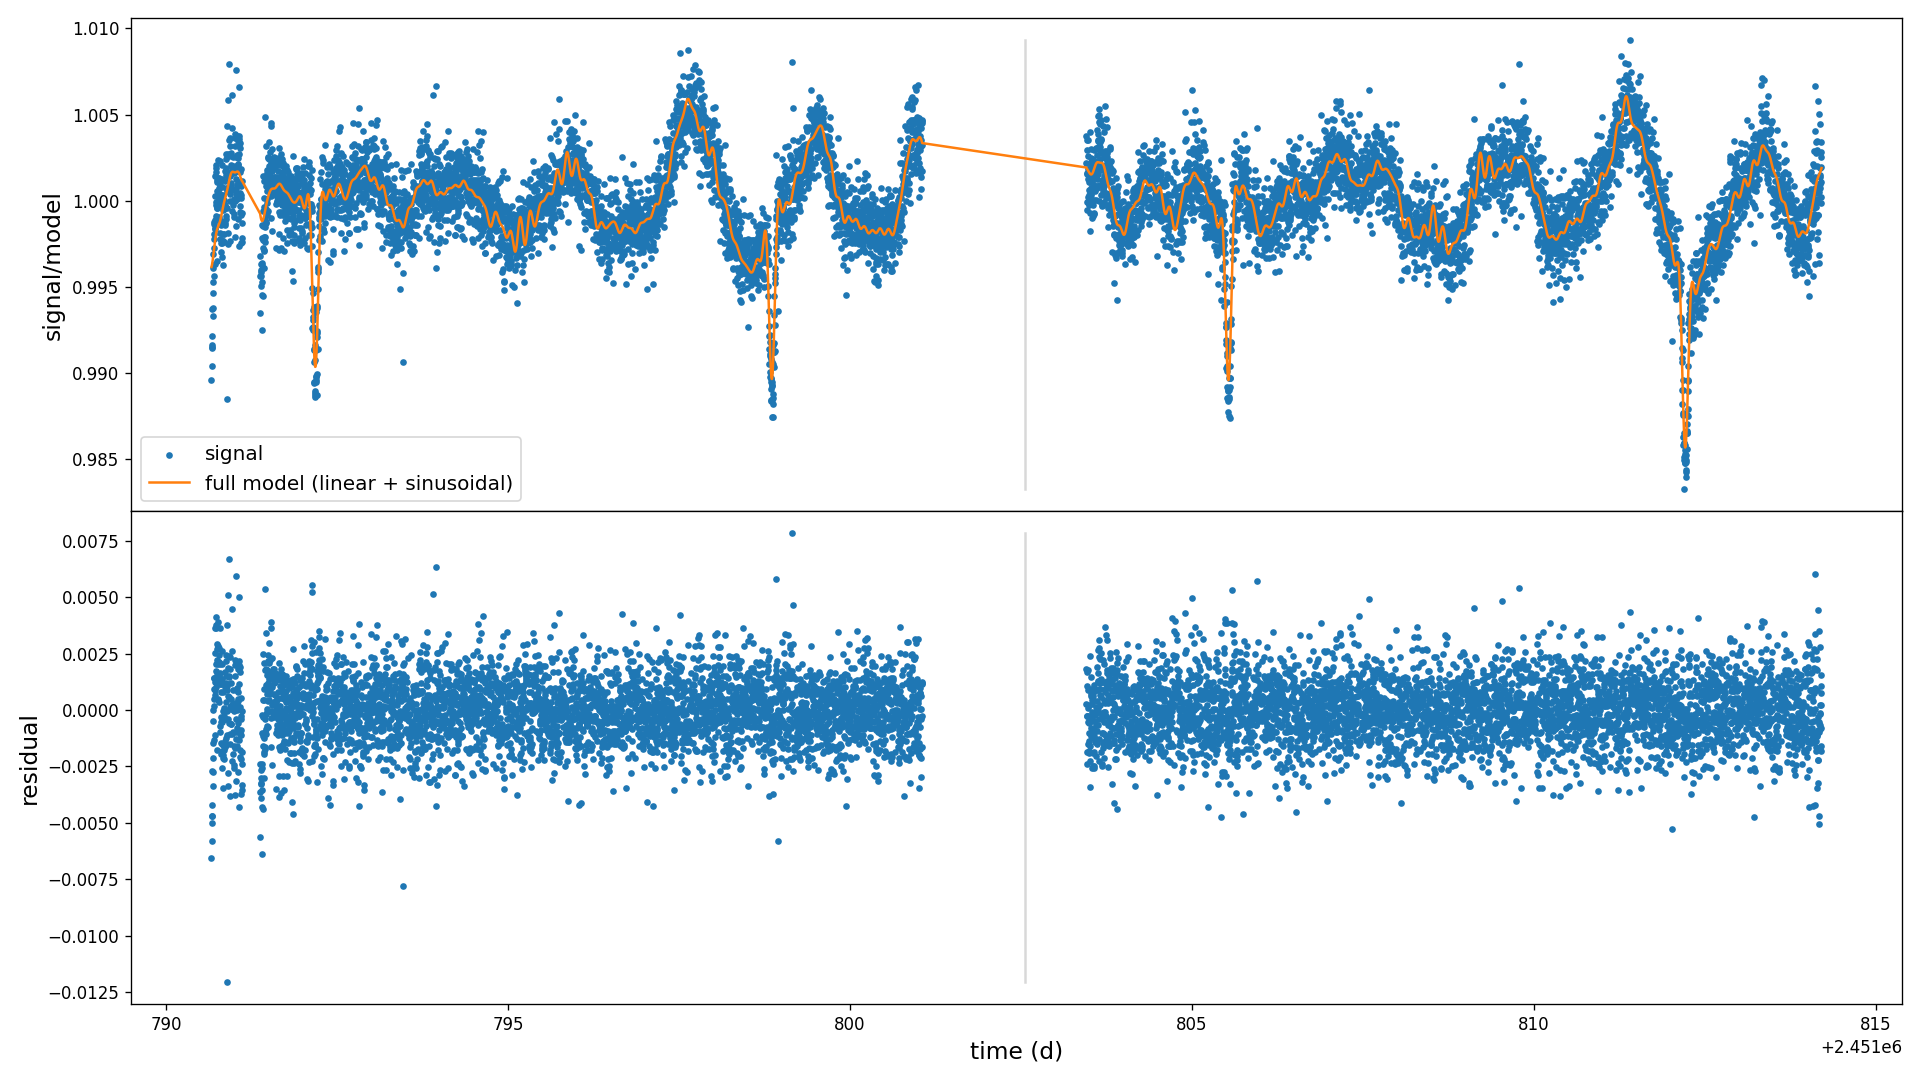 1.010
1.005
1.000
0.995
0.990
0.985
signal/model
signal
full model (linear + sinusoidal)
0.0075
0.0050
0.0025
0.0000
−0.0025
−0.0050
−0.0075
−0.0100
−0.0125
residual
790 795 800 805 810 815
time (d)
+2.451e6